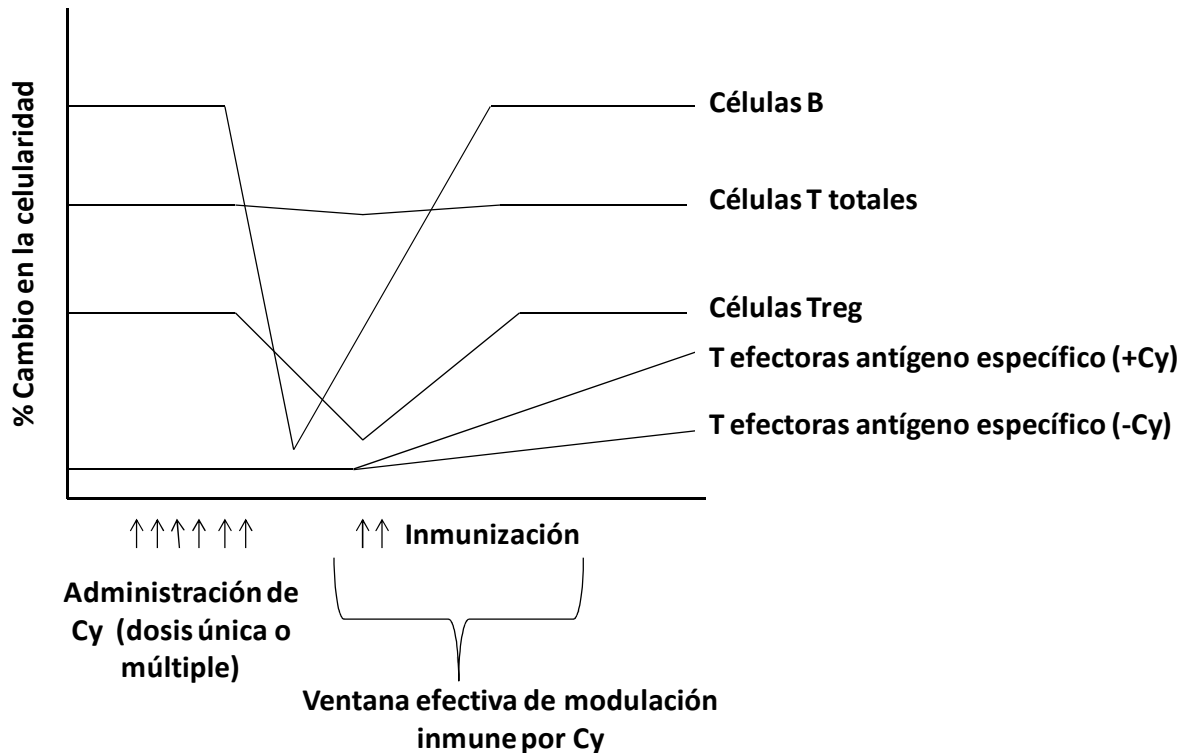 % Cambio en la celularidad
Células B
Células T totales
Células Treg
T efectoras antígeno específico (+Cy)
T efectoras antígeno específico (-Cy)
Inmunización
Administración de
Cy (dosis única o
múltiple)
Ventana efectiva de modulación
inmune por Cy